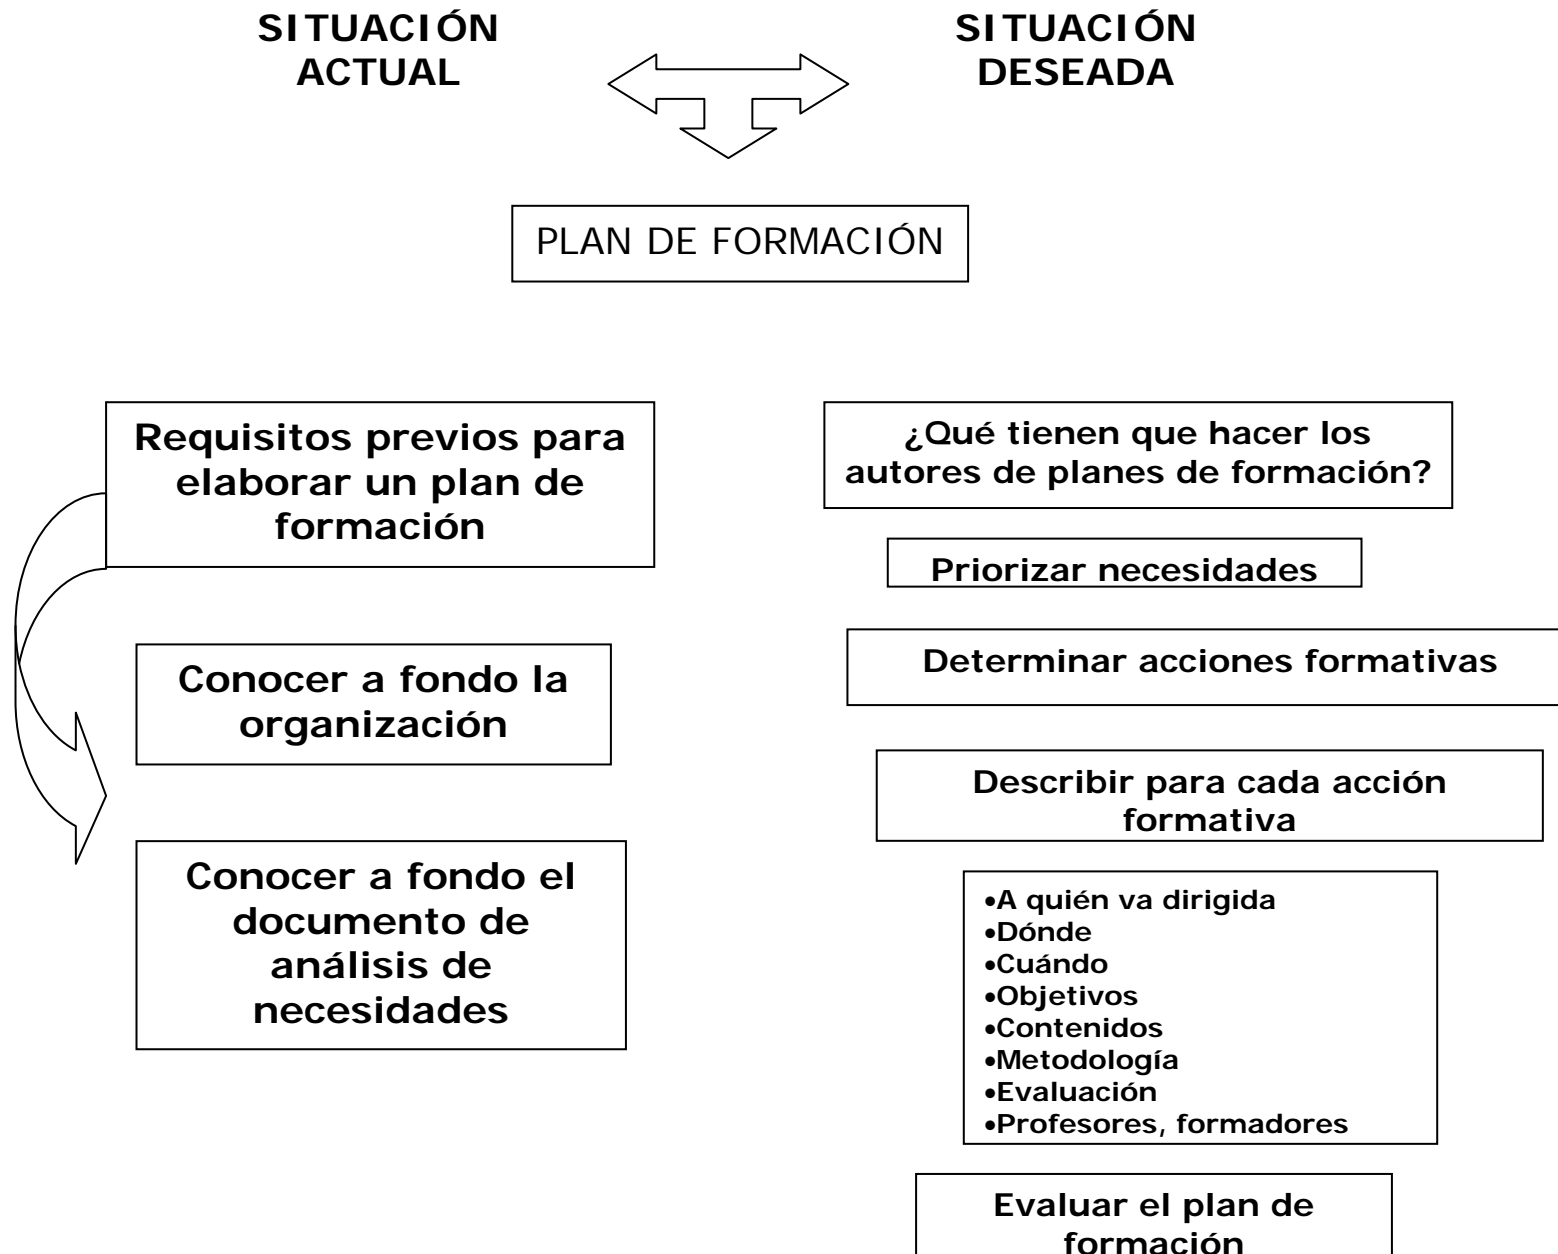 SITUACIÓN
ACTUAL
SITUACIÓN
DESEADA
PLAN DE FORMACIÓN
Requisitos previos para
elaborar un plan de
formación
Conocer a fondo la
organización
Conocer a fondo el
documento de
análisis de
necesidades
¿Qué tienen que hacer los
autores de planes de formación?
Priorizar necesidades
Determinar acciones formativas
Describir para cada acción
formativa
•A quién va dirigida
•Dónde
•Cuándo
•Objetivos
•Contenidos
•Metodología
•Evaluación
•Profesores, formadores
Evaluar el plan de
formación